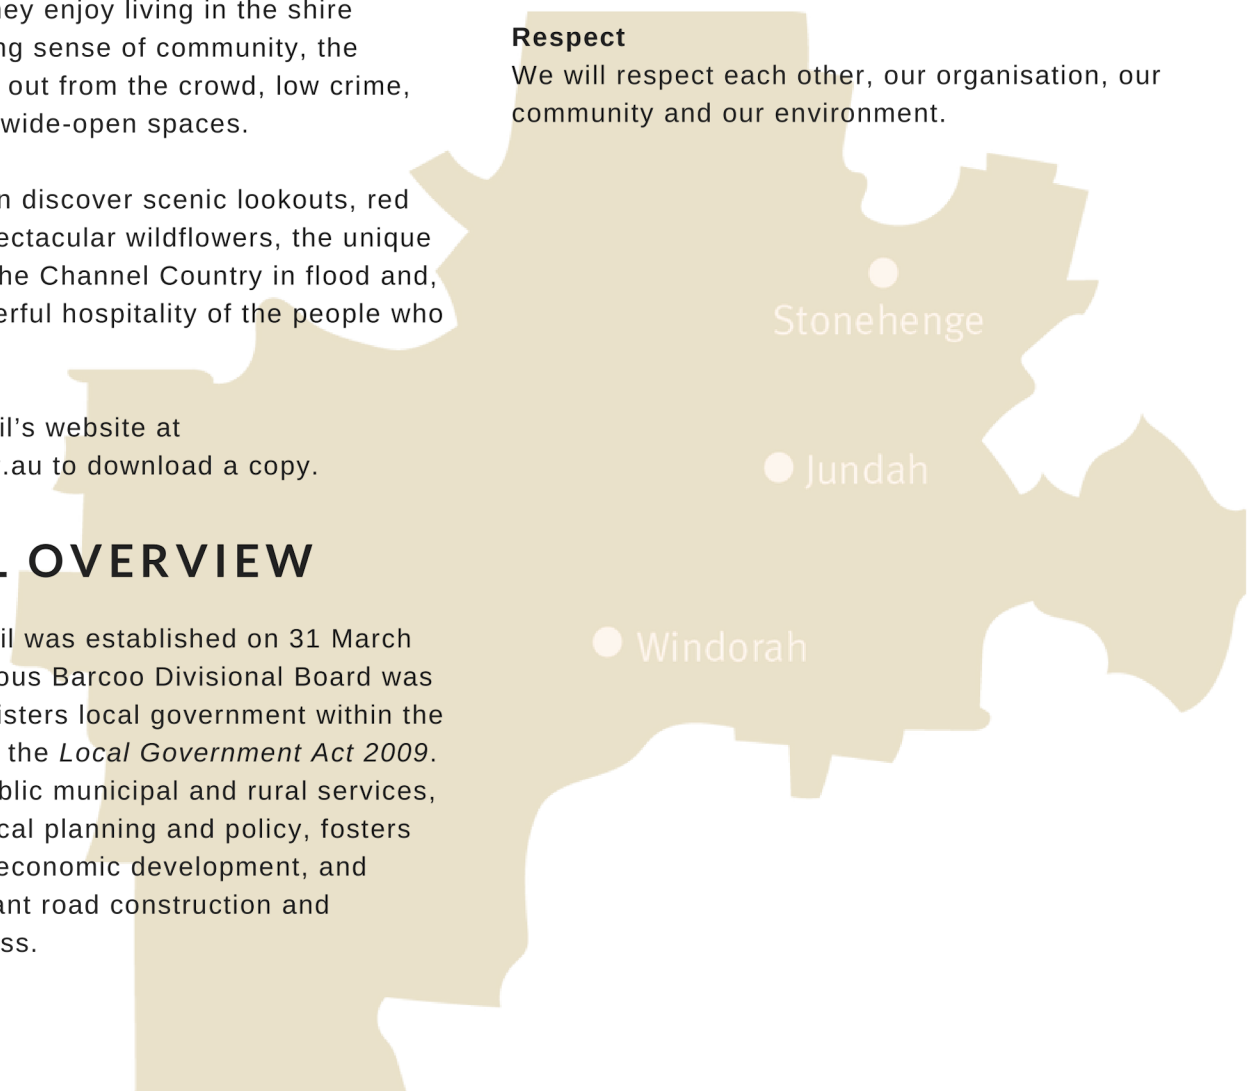 ey enjoy living in the shire
ng sense of community, the
out from the crowd, low crime,
wide-open spaces.
n discover scenic lookouts, red
ectacular wildflowers, the unique
he Channel Country in flood and,
erful hospitality of the people who
il’s website at
.au to download a copy.
L OVERVIEW
il was established on 31 March
ous Barcoo Divisional Board was
isters local government within the
the Local Government Act 2009.
blic municipal and rural services,
cal planning and policy, fosters
economic development, and
ant road construction and
ss.
Respect
We will respect each other, our organisation, our
community and our environment.
Stonehenge
Jundah
Windorah